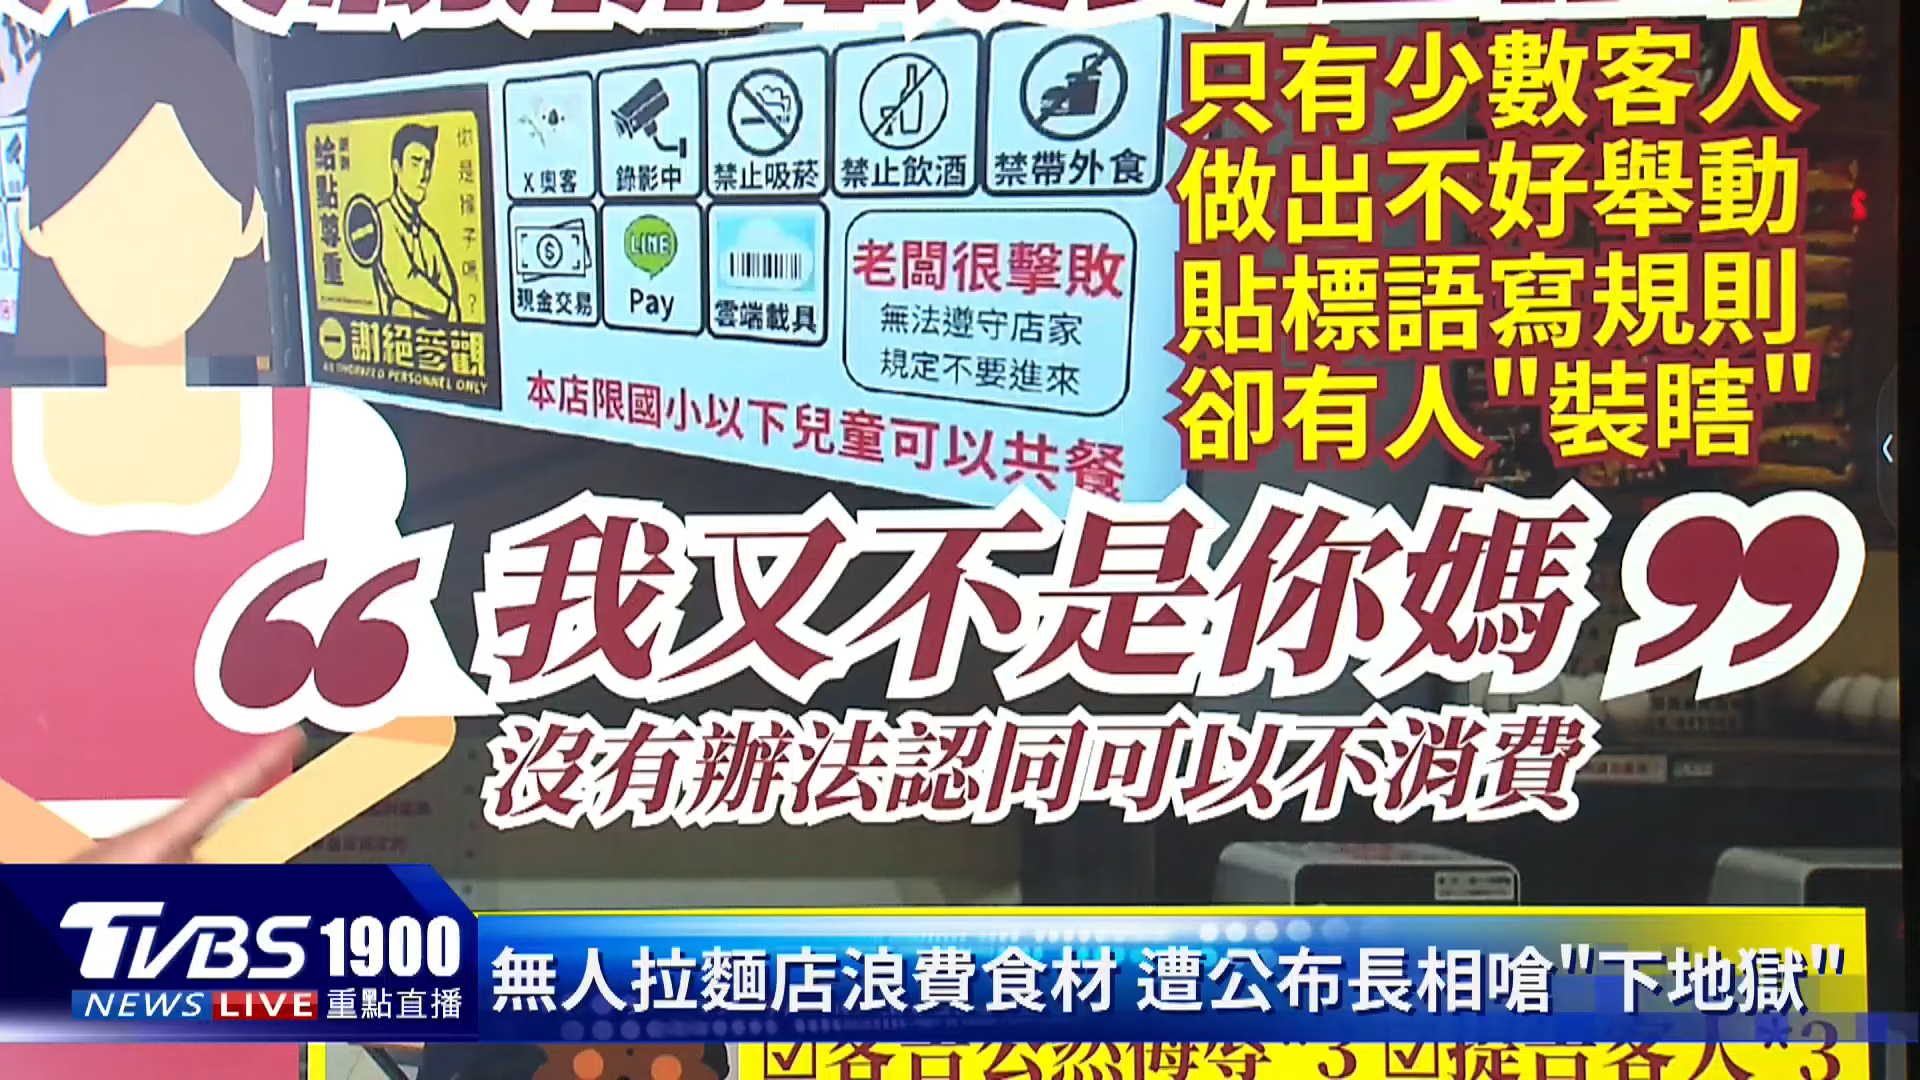 只有少數客人
做出不好舉動
貼標語寫規則
卻有人"裝瞎"
給點尊重
你是操子嗎？
謝絕參觀
X 奧客
錄影中
禁止吸菸
禁止飲酒
禁帶外食
現金交易
LINE
Pay
雲端載具
老闆很擊敗
無法遵守店家
規定不要進來
本店限國小以下兒童可以共餐
“我又不是你媽”
沒有辦法認同可以不消費
TVBS 1900
NEWS LIVE 重點直播
無人拉麵店浪費食材 遭公布長相嗆"下地獄"